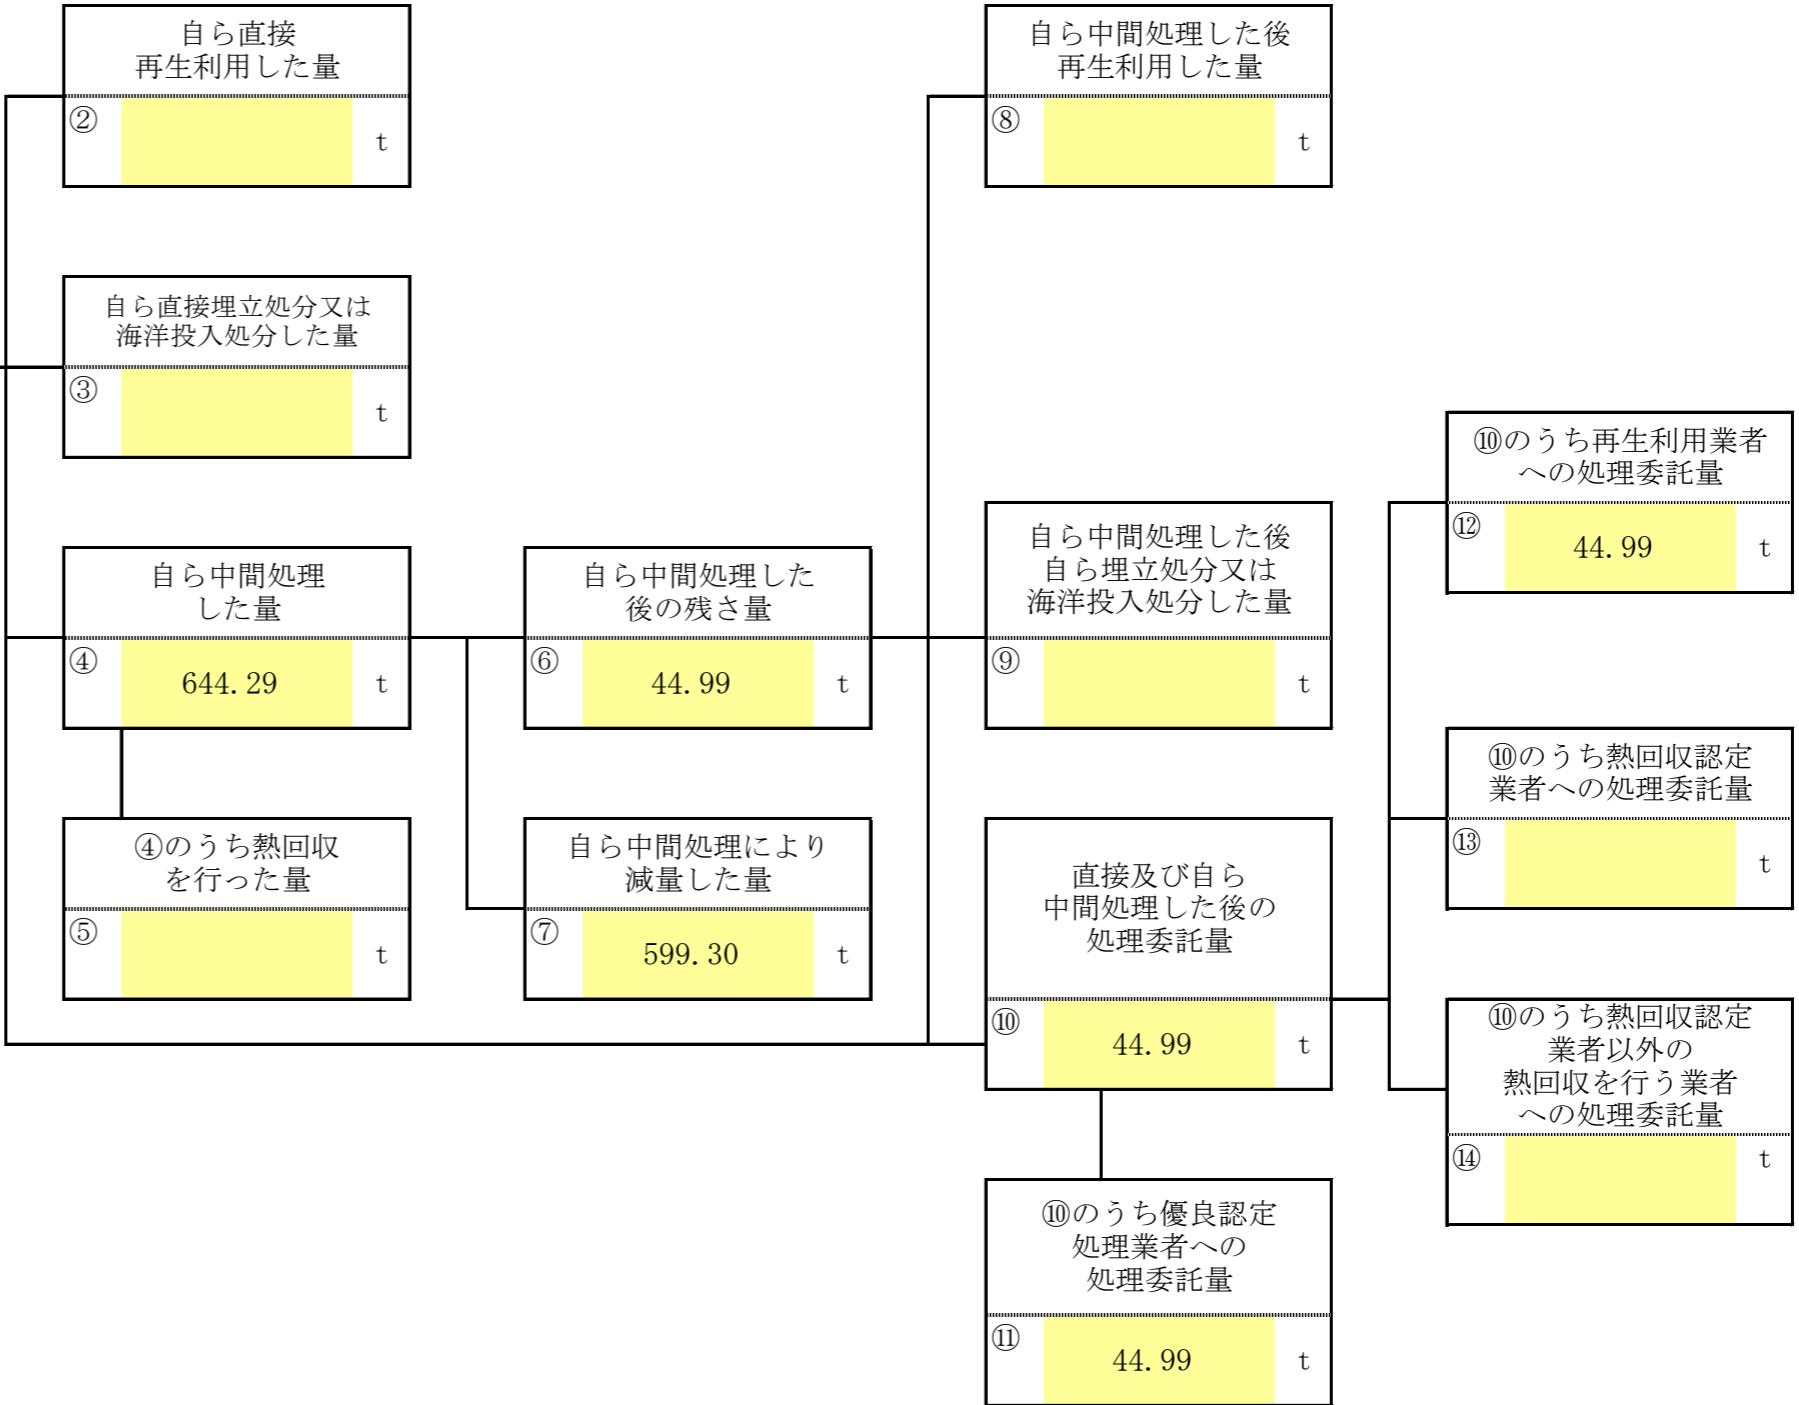 自ら直接
再生利用した量
② t
自ら中間処理した後
再生利用した量
⑧ t
自ら直接埋立処分又は
海洋投入処分した量
③ t
⑩のうち再生利用業者
への処理委託量
⑫ 44.99 t
自ら中間処理
した量
④ 644.29 t
自ら中間処理した
後の残さ量
⑥ 44.99 t
自ら中間処理した後
自ら埋立処分又は
海洋投入処分した量
⑨ t
⑩のうち熱回収認定
業者への処理委託量
⑬ t
④のうち熱回収
を行った量
⑤ t
自ら中間処理により
減量した量
⑦ 599.30 t
直接及び自ら
中間処理した後の
処理委託量
⑩ 44.99 t
⑩のうち熱回収認定
業者以外の
熱回収を行う業者
への処理委託量
⑭ t
⑩のうち優良認定
処理業者への
処理委託量
⑪ 44.99 t